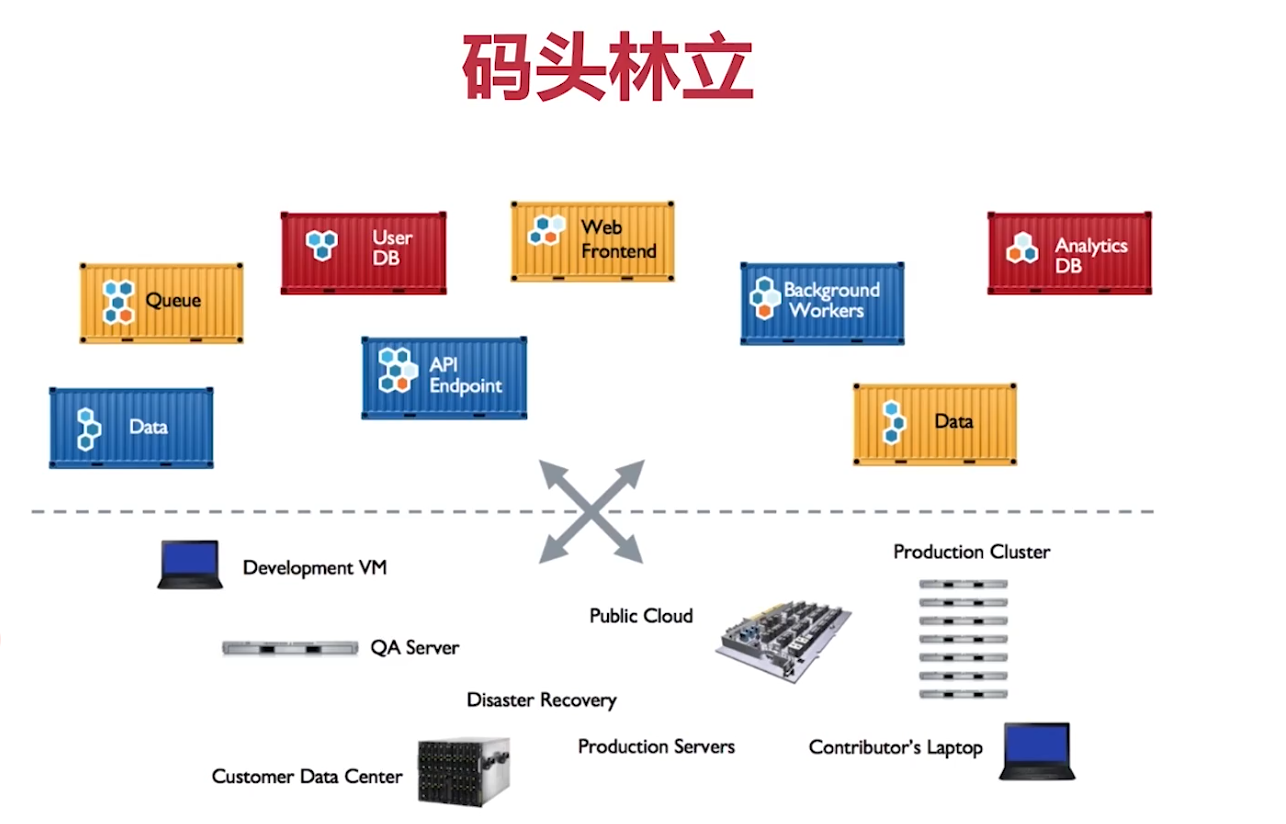 码头林立
User
DB
Web
Frontend
Analytics
DB
Queue
Background
Workers
API
Endpoint
Data
Data
Development VM
Production Cluster
Public Cloud
QA Server
Disaster Recovery
Production Servers
Contributor's Laptop
Customer Data Center